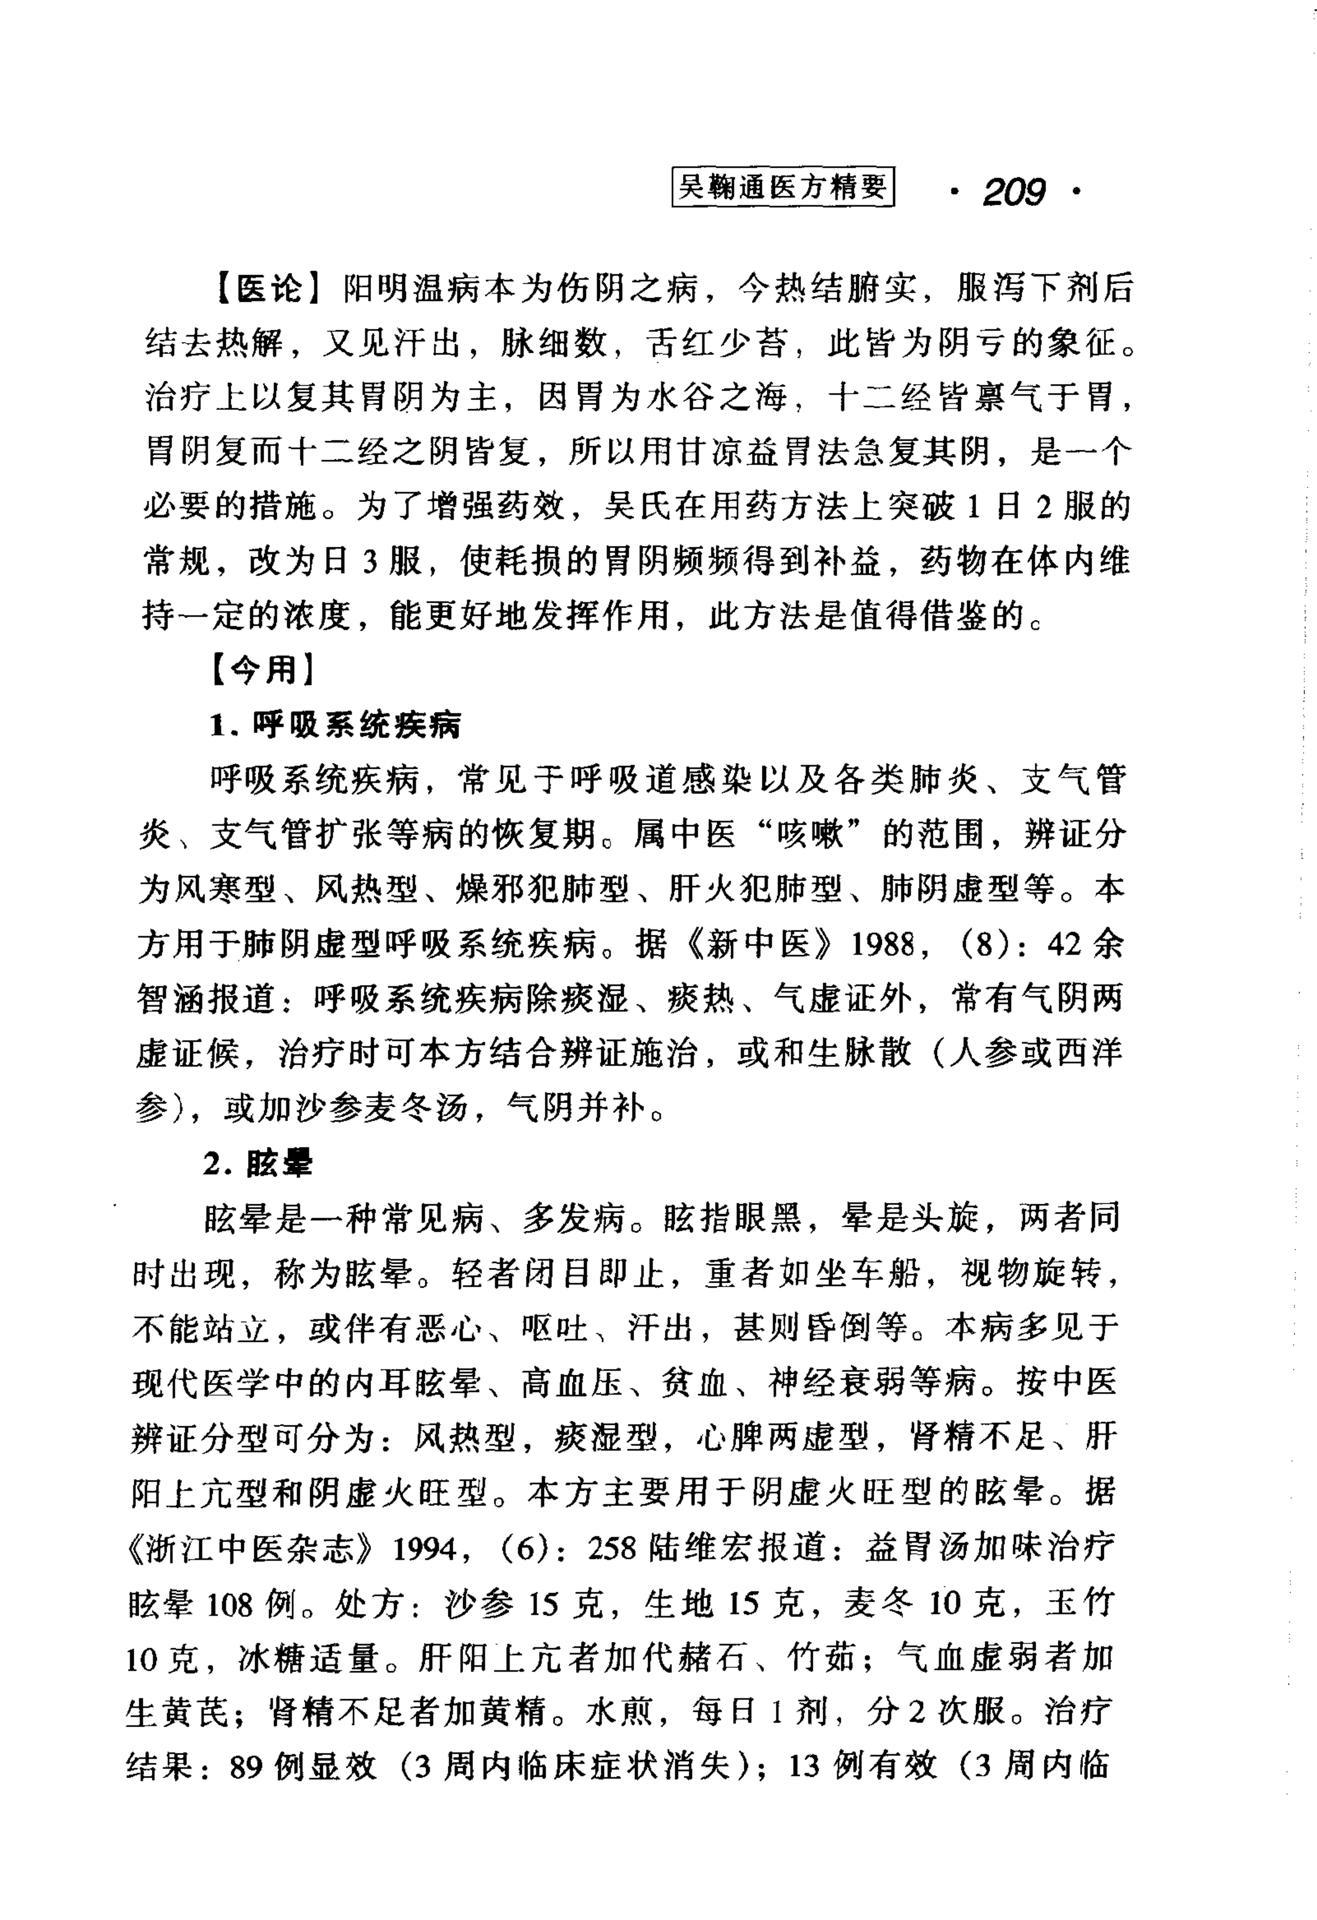 吴鞠通医方精要 · 209 ·
【医论】阳明温病本为伤阴之病，今热结腑实，服泻下剂后
结去热解，又见汗出，脉细数，舌红少苔，此皆为阴亏的象征。
治疗上以复其胃阴为主，因胃为水谷之海，十二经皆禀气于胃，
胃阴复而十二经之阴皆复，所以用甘凉益胃法急复其阴，是一个
必要的措施。为了增强药效，吴氏在用药方法上突破 1 日 2 服的
常规，改为日 3 服，使耗损的胃阴频频得到补益，药物在体内维
持一定的浓度，能更好地发挥作用，此方法是值得借鉴的。
【今用】
1. 呼吸系统疾病
呼吸系统疾病，常见于呼吸道感染以及各类肺炎、支气管
炎、支气管扩张等病的恢复期。属中医“咳嗽”的范围，辨证分
为风寒型、风热型、燥邪犯肺型、肝火犯肺型、肺阴虚型等。本
方用于肺阴虚型呼吸系统疾病。据《新中医》1988，（8）：42 余
智涵报道：呼吸系统疾病除痰湿、痰热、气虚证外，常有气阴两
虚证候，治疗时可本方结合辨证施治，或和生脉散（人参或西洋
参），或加沙参麦冬汤，气阴并补。
2. 眩晕
眩晕是一种常见病、多发病。眩指眼黑，晕是头旋，两者同
时出现，称为眩晕。轻者闭目即止，重者如坐车船，视物旋转，
不能站立，或伴有恶心、呕吐、汗出，甚则昏倒等。本病多见于
现代医学中的内耳眩晕、高血压、贫血、神经衰弱等病。按中医
辨证分型可分为：风热型，痰湿型，心脾两虚型，肾精不足、肝
阳上亢型和阴虚火旺型。本方主要用于阴虚火旺型的眩晕。据
《浙江中医杂志》1994，（6）：258 陆维宏报道：益胃汤加味治疗
眩晕 108 例。处方：沙参 15 克，生地 15 克，麦冬 10 克，玉竹
10 克，冰糖适量。肝阳上亢者加代赭石、竹茹；气血虚弱者加
生黄芪；肾精不足者加黄精。水煎，每日 1 剂，分 2 次服。治疗
结果：89 例显效（3 周内临床症状消失）；13 例有效（3 周内临